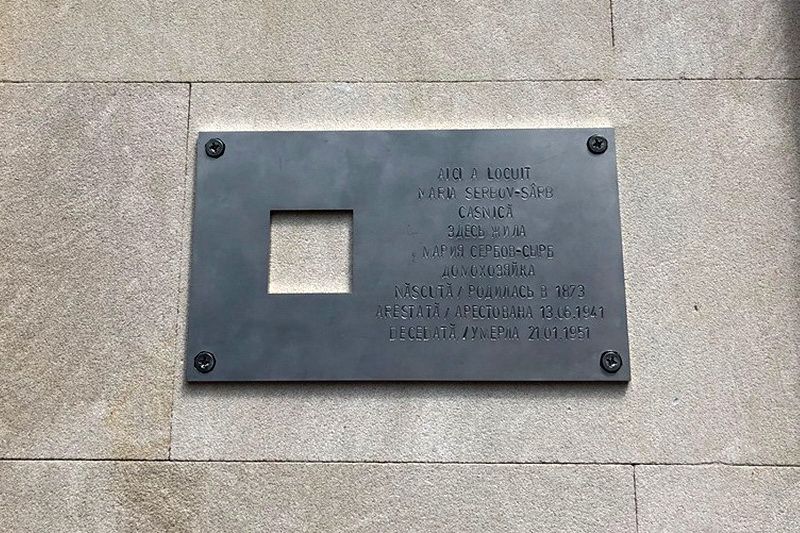 AICI A LOCUIT
MARIA SERBOV-SÂRB
CASNICĂ
ЗДЕСЬ ЖИЛА
МАРИЯ СЕРБОВ-СЫРБ
ДОМОХОЗЯЙКА
NĂSCUTĂ / РОДИЛАСЬ В 1873
ARESTATĂ / АРЕСТОВАНА 13.06.1941
DECEDATĂ / УМЕРЛА 21.01.1951